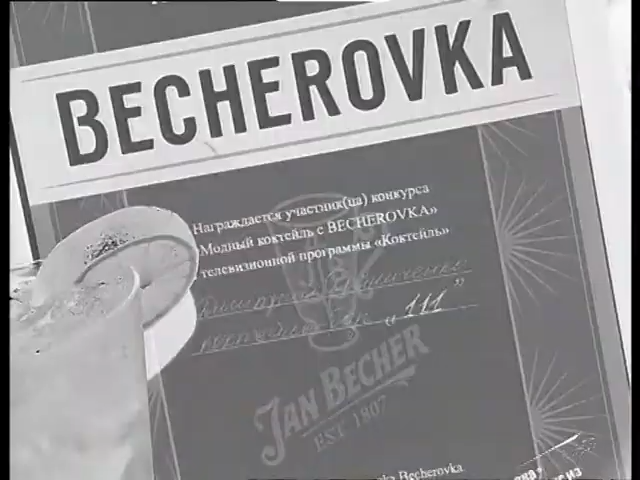 BECHEROVKA
Награждается участник(ца) конкурса
Модный коктейль с BECHEROVKA»
телевизионной программы «Коктейль»
"111"
JAN BECHER
EST 1807
Becherovka